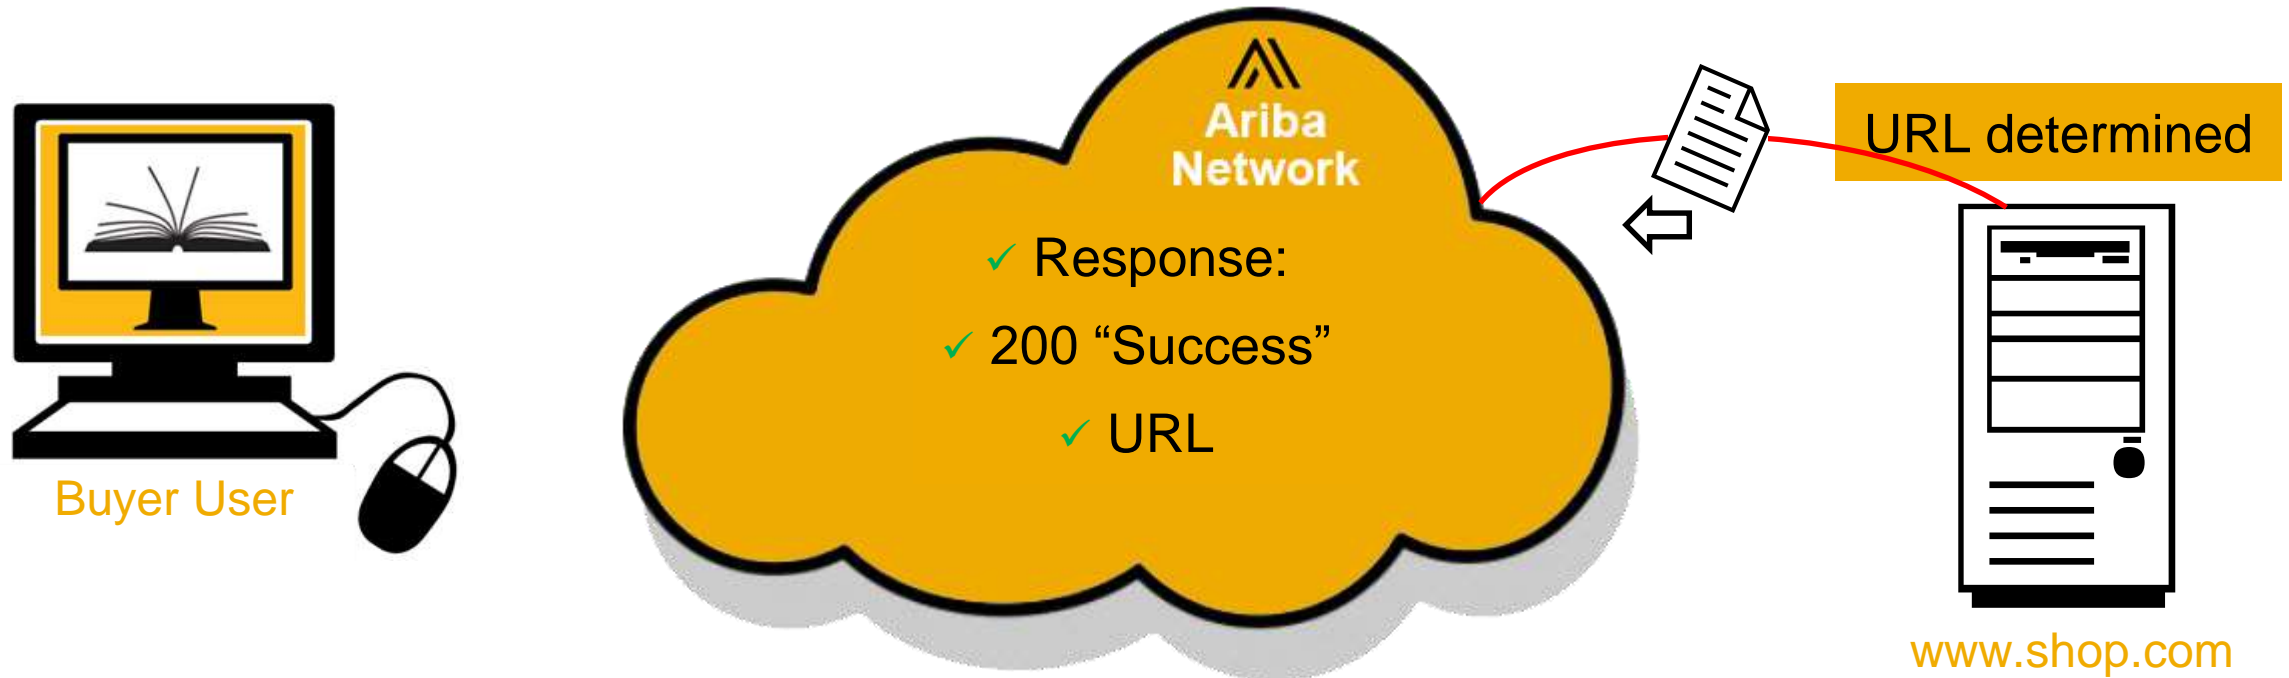 Ariba
Network
URL determined
✓ Response:
✓ 200 “Success”
✓ URL
Buyer User
www.shop.com